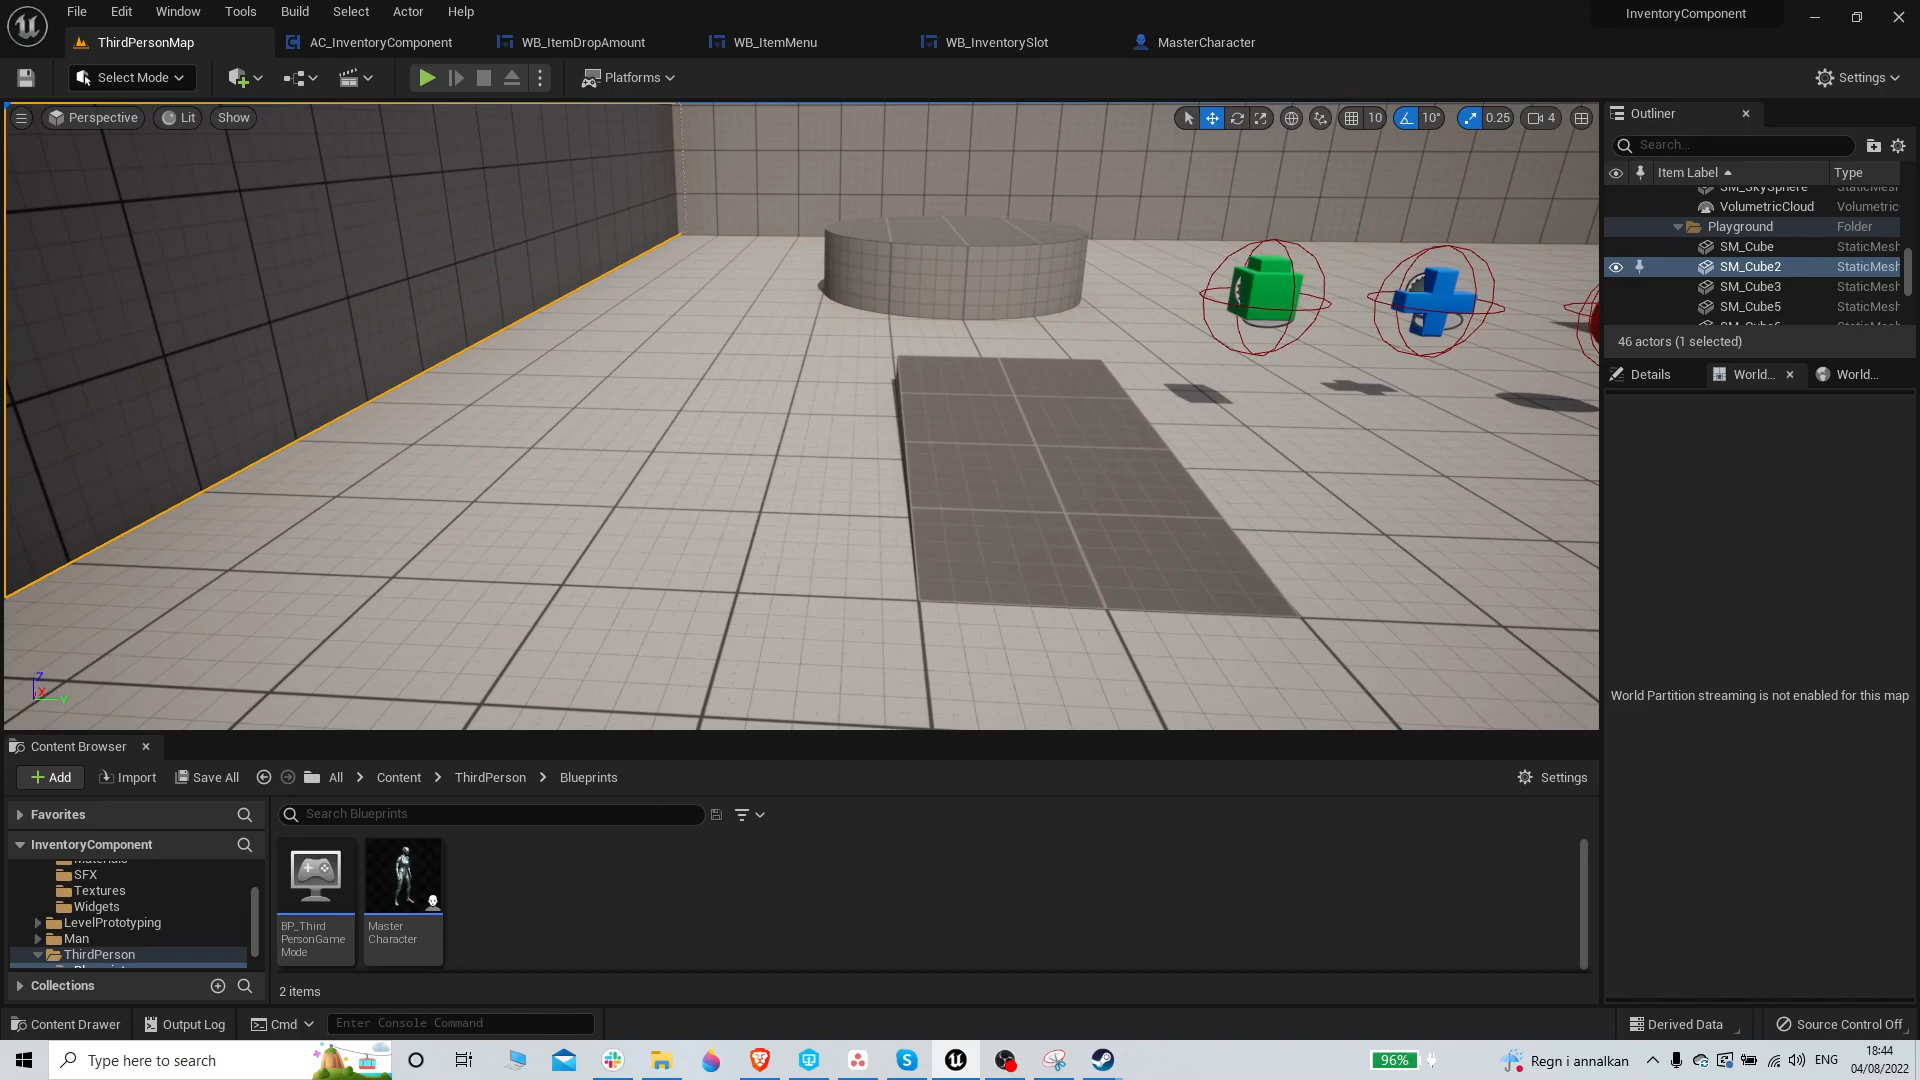 File Edit Window Tools Build Select Actor Help
InventoryComponent
ThirdPersonMap AC_InventoryComponent WB_ItemDropAmount WB_ItemMenu WB_InventorySlot MasterCharacter
Select Mode Platforms Settings
Perspective Lit Show 10 10° 0.25 4
Outliner
Search...
Item Label Type
SM_SkySphere StaticMesh
VolumetricCloud Volumetric
Playground Folder
SM_Cube StaticMesh
SM_Cube2 StaticMesh
SM_Cube3 StaticMesh
SM_Cube5 StaticMesh
46 actors (1 selected)
Details World... World...
World Partition streaming is not enabled for this map
Z
X
Y
Content Browser
Add Import Save All All Content ThirdPerson Blueprints Settings
Favorites
Search Blueprints
InventoryComponent
Materials
SFX
Textures
Widgets
LevelPrototyping
Man
ThirdPerson
Collections
BP_Third
PersonGame
Mode
Master
Character
2 items
Content Drawer Output Log Cmd Enter Console Command Derived Data Source Control Off
Type here to search
96%
Regn i annalkan
ENG
18:44
04/08/2022